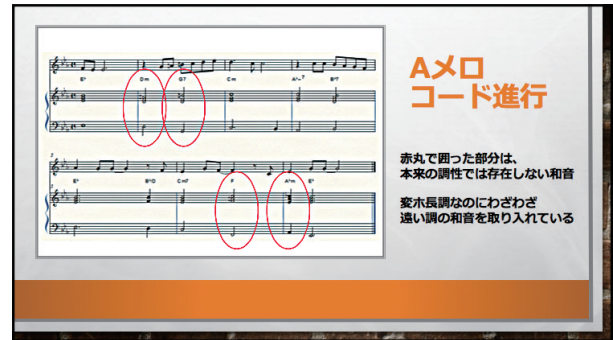 Aメロ
コード進行
E♭ Dm G7 Cm A♭M7 B♭7
赤丸で囲った部分は、
本来の調性では存在しない和音
E♭ B♭/D Cm7 F A♭m E♭
変ホ長調なのにわざわざ
遠い調の和音を取り入れている